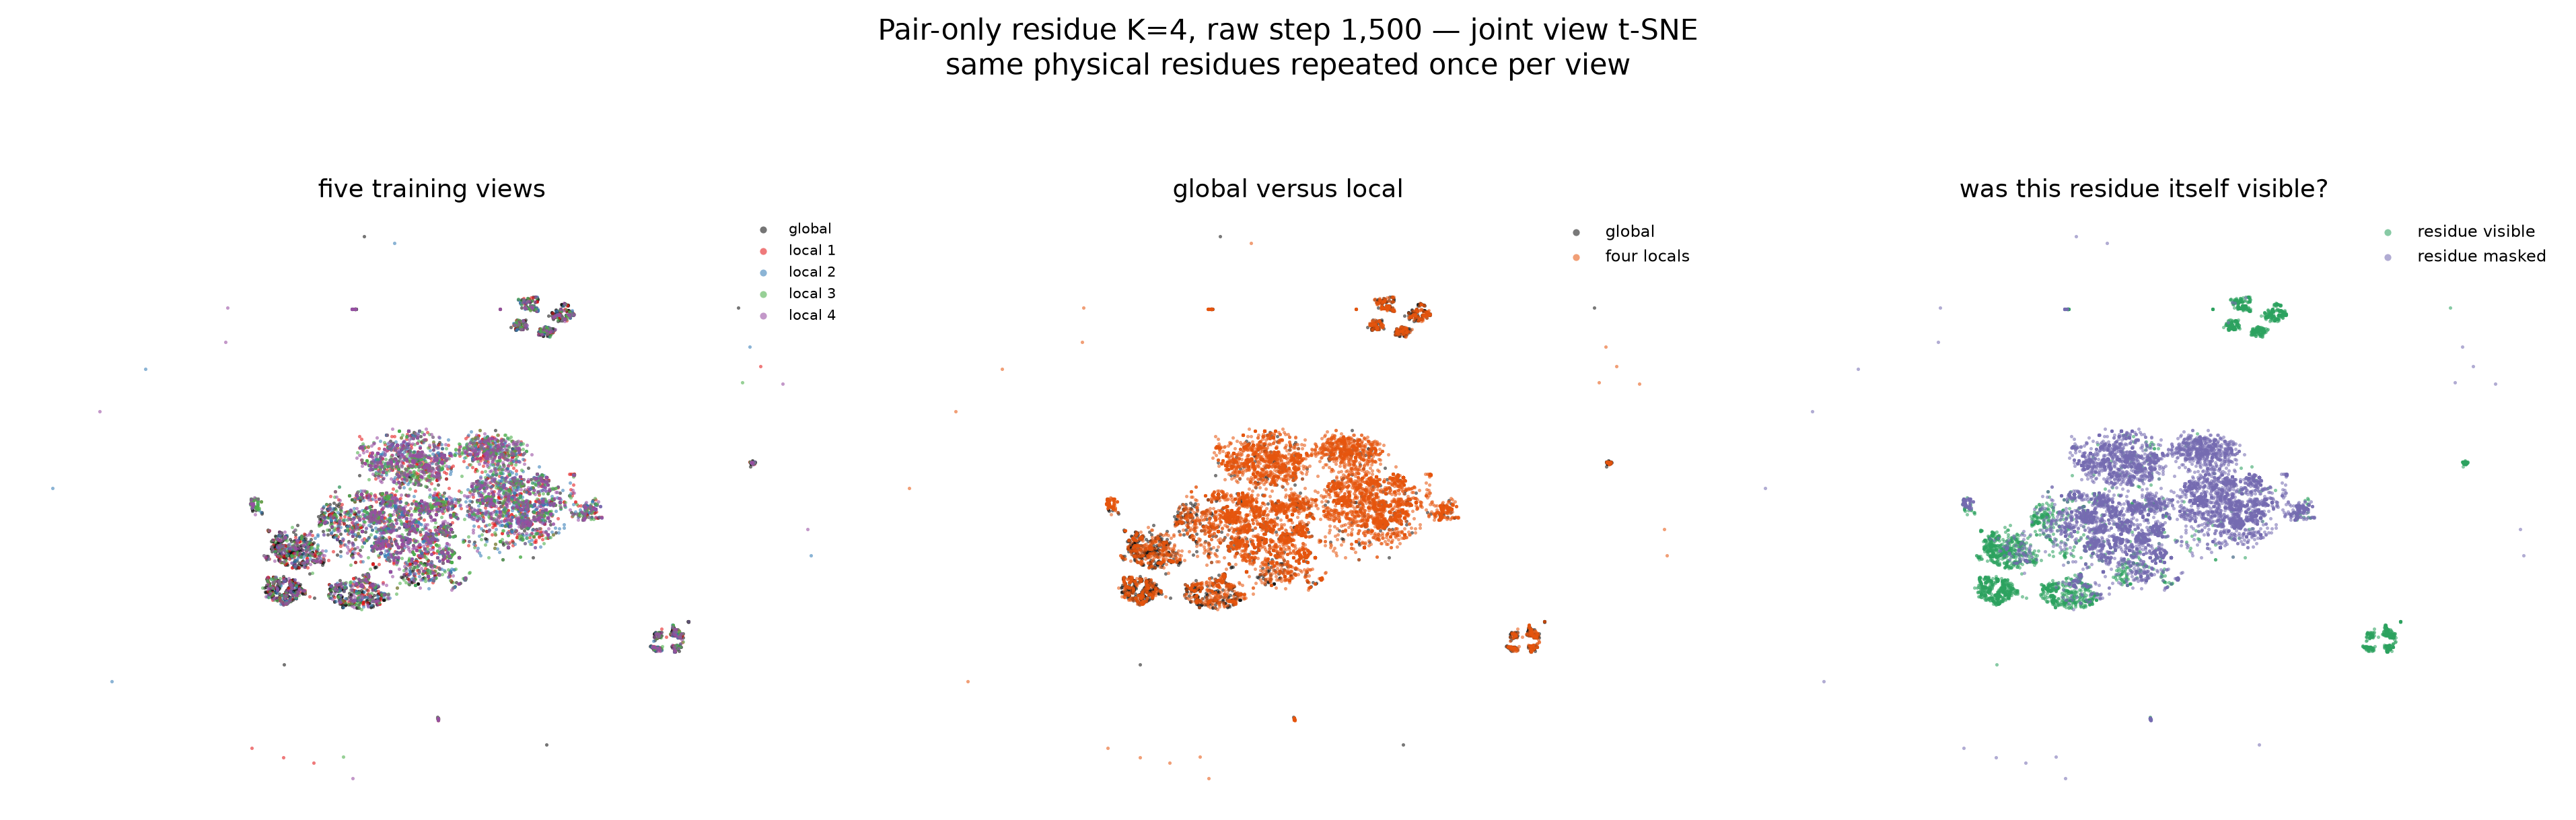 Pair-only residue K=4, raw step 1,500 — joint view t-SNE
same physical residues repeated once per view
five training views
global
local 1
local 2
local 3
local 4
global versus local
global
four locals
was this residue itself visible?
residue visible
residue masked